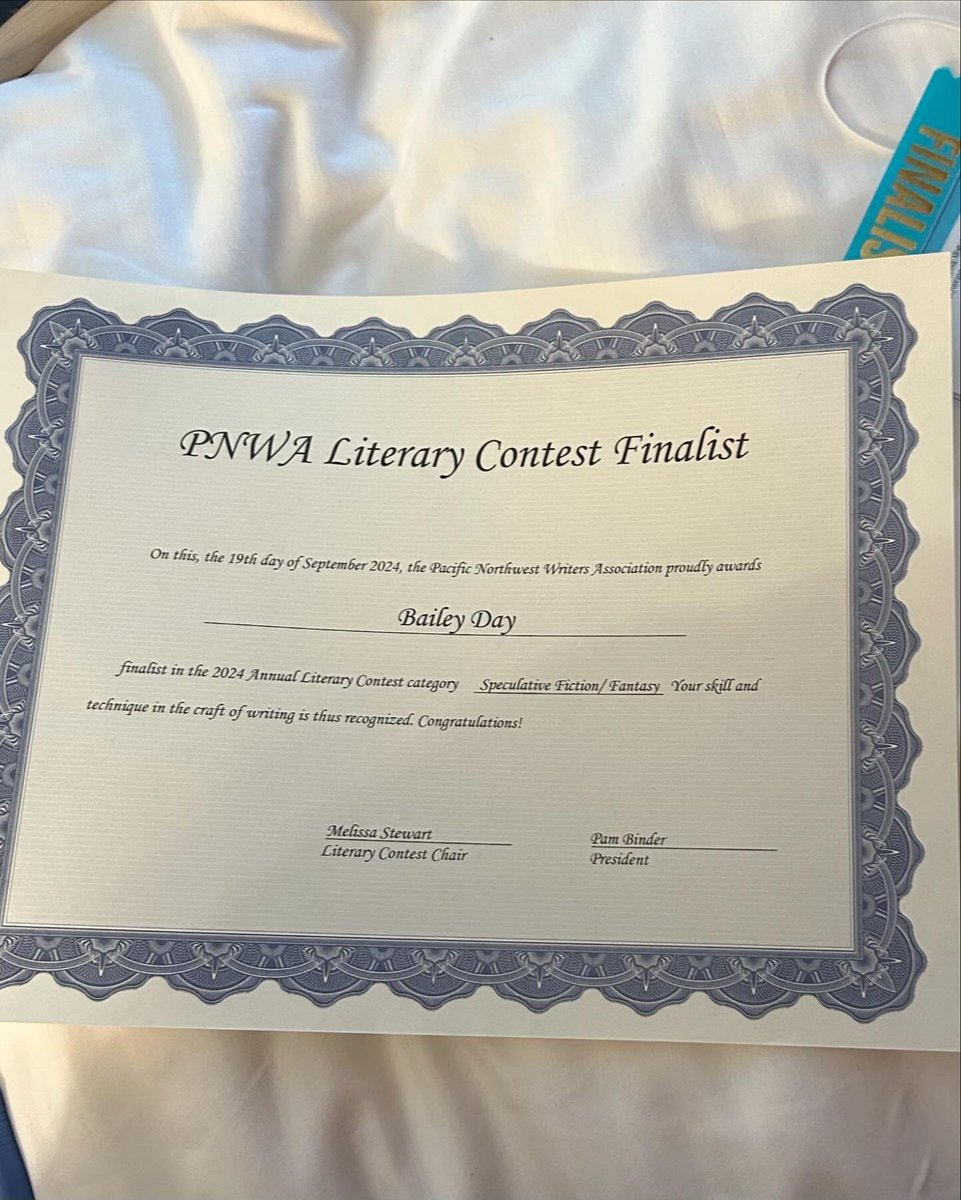 FINALIS
PNWA Literary Contest Finalist
On this, the 19th day of September 2024, the Pacific Northwest Writers Association proudly awards
Bailey Day
finalist in the 2024 Annual Literary Contest category Speculative Fiction/ Fantasy Your skill and
technique in the craft of writing is thus recognized. Congratulations!
Melissa Stewart Pam Binder
Literary Contest Chair President